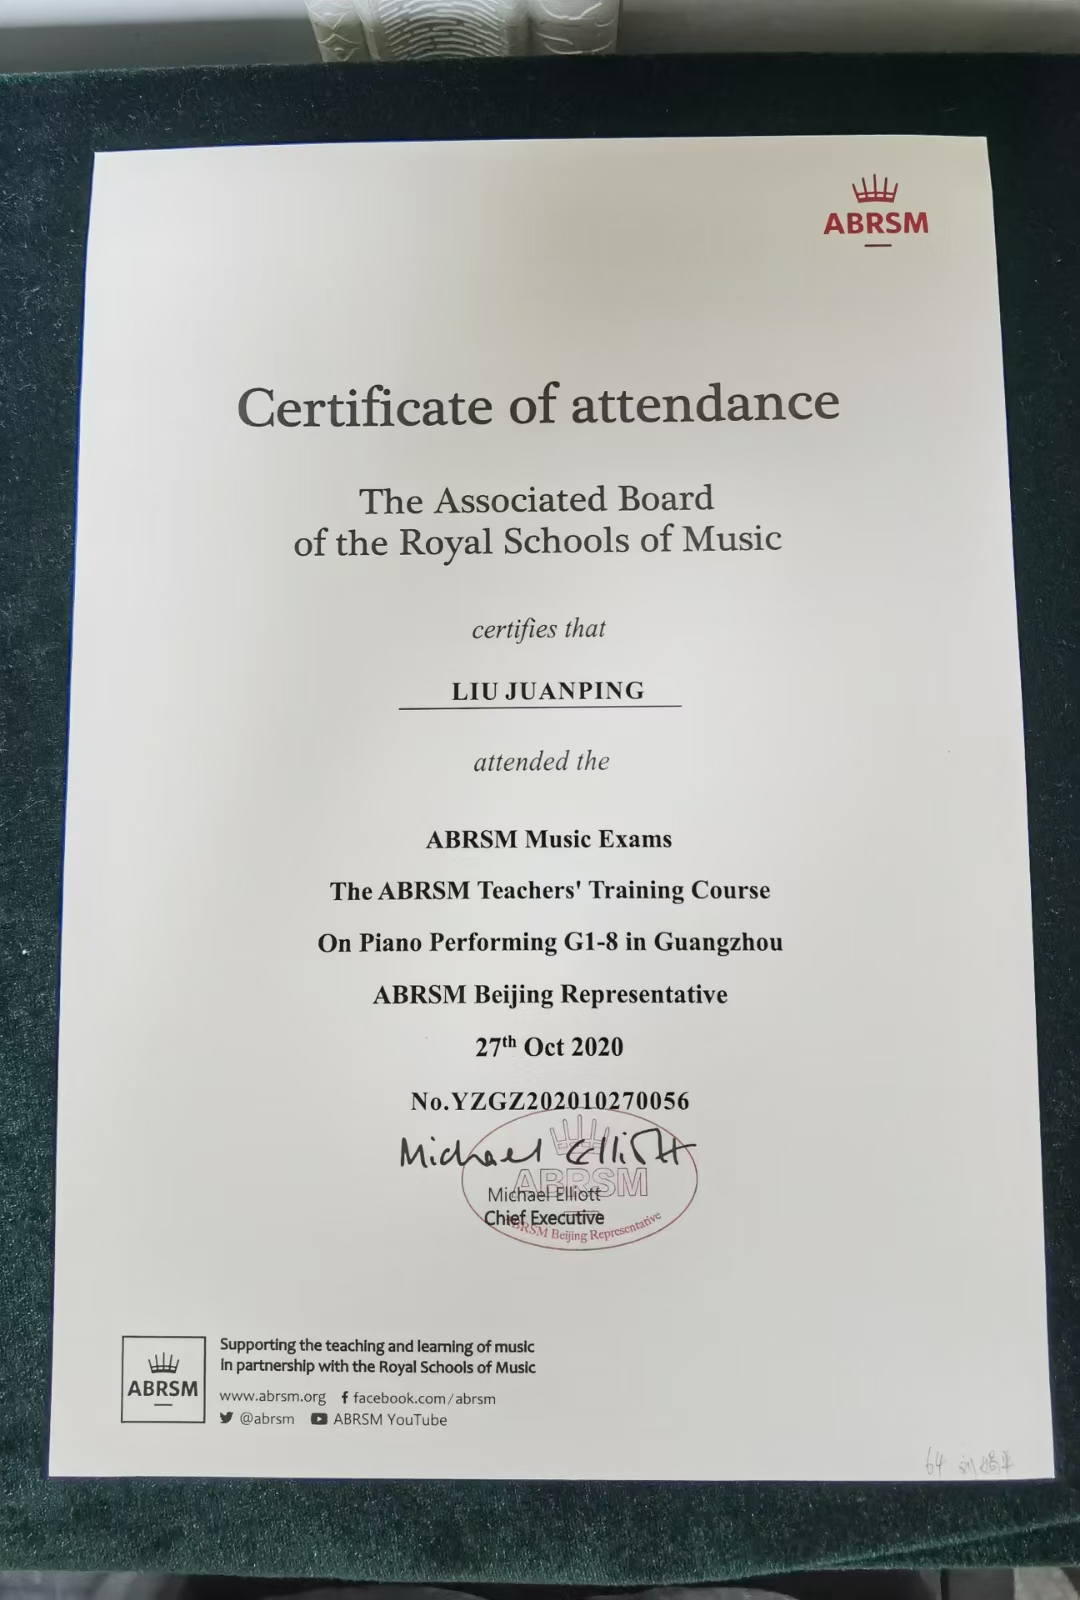 ABRSM
Certificate of attendance
The Associated Board
of the Royal Schools of Music
certifies that
LIU JUANPING
attended the
ABRSM Music Exams
The ABRSM Teachers' Training Course
On Piano Performing G1-8 in Guangzhou
ABRSM Beijing Representative
27th Oct 2020
No.YZGZ202010270056
Michael Elliott
ABRSM
Michael Elliott
Chief Executive
ABRSM Beijing Representative
ABRSM
Supporting the teaching and learning of music
in partnership with the Royal Schools of Music
www.abrsm.org facebook.com/abrsm
@abrsm ABRSM YouTube
64 刘娟平